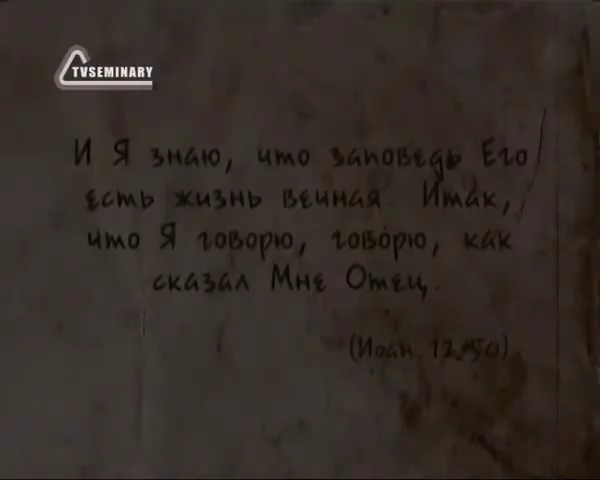 TVSEMINARY
И Я знаю, что заповедь Его
есть жизнь вечная. Итак,
что Я говорю, говорю, как
сказал Мне Отец.
(Иоан. 12:50)